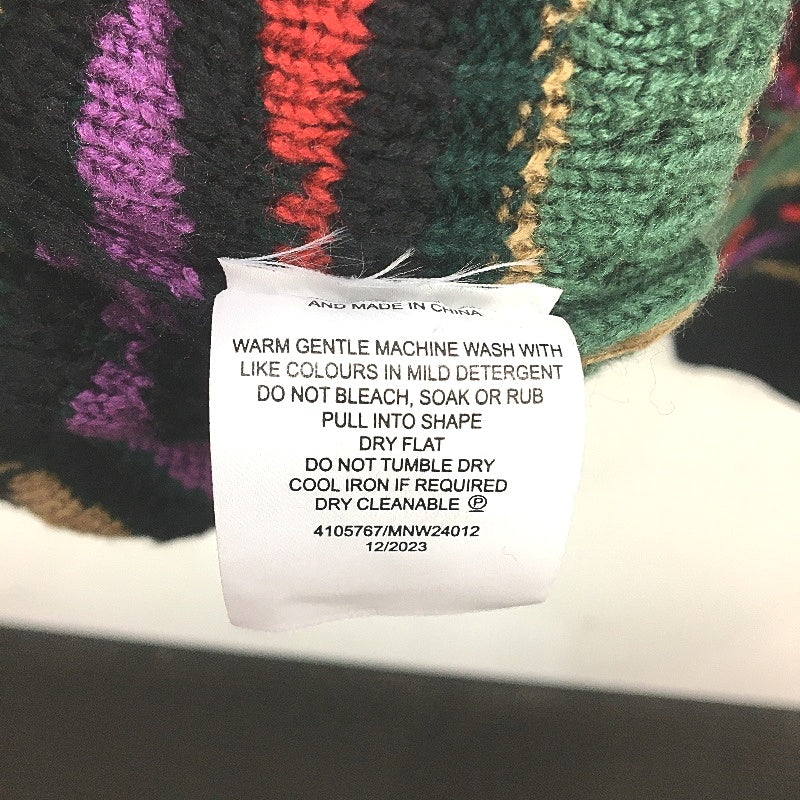 AND MADE IN CHINA
WARM GENTLE MACHINE WASH WITH
LIKE COLOURS IN MILD DETERGENT
DO NOT BLEACH, SOAK OR RUB
PULL INTO SHAPE
DRY FLAT
DO NOT TUMBLE DRY
COOL IRON IF REQUIRED
DRY CLEANABLE Ⓟ
4105767/MNW24012
12/2023